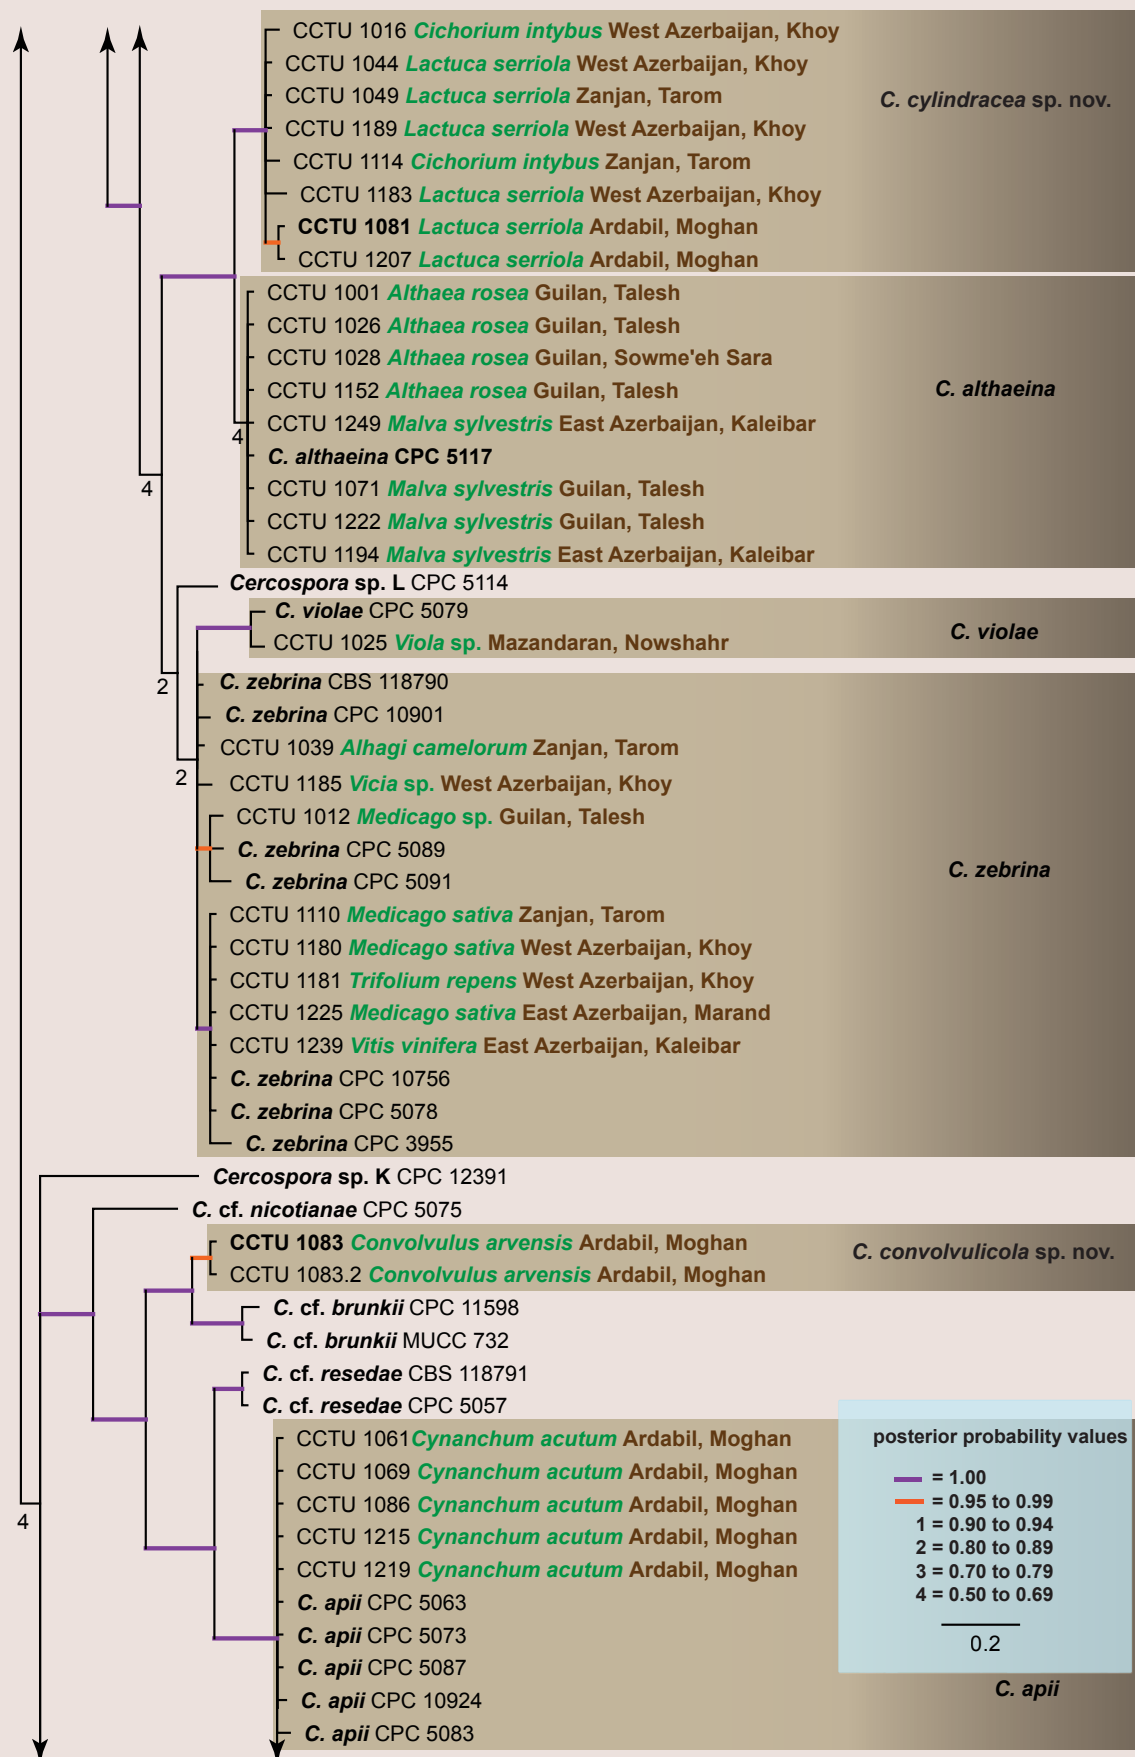 CCTU 1016 Cichorium intybus West Azerbaijan, Khoy
CCTU 1044 Lactuca serriola West Azerbaijan, Khoy
CCTU 1049 Lactuca serriola Zanjan, Tarom
C. cylindracea sp. nov.
CCTU 1189 Lactuca serriola West Azerbaijan, Khoy
CCTU 1114 Cichorium intybus Zanjan, Tarom
CCTU 1183 Lactuca serriola West Azerbaijan, Khoy
CCTU 1081 Lactuca serriola Ardabil, Moghan
CCTU 1207 Lactuca serriola Ardabil, Moghan
CCTU 1001 Althaea rosea Guilan, Talesh
CCTU 1026 Althaea rosea Guilan, Talesh
CCTU 1028 Althaea rosea Guilan, Sowme'eh Sara
CCTU 1152 Althaea rosea Guilan, Talesh
C. althaeina
CCTU 1249 Malva sylvestris East Azerbaijan, Kaleibar
4
C. althaeina CPC 5117
CCTU 1071 Malva sylvestris Guilan, Talesh
4
CCTU 1222 Malva sylvestris Guilan, Talesh
CCTU 1194 Malva sylvestris East Azerbaijan, Kaleibar
Cercospora sp. L CPC 5114
C. violae CPC 5079
CCTU 1025 Viola sp. Mazandaran, Nowshahr
C. violae
2
C. zebrina CBS 118790
C. zebrina CPC 10901
CCTU 1039 Alhagi camelorum Zanjan, Tarom
2
CCTU 1185 Vicia sp. West Azerbaijan, Khoy
CCTU 1012 Medicago sp. Guilan, Talesh
C. zebrina CPC 5089
C. zebrina
C. zebrina CPC 5091
CCTU 1110 Medicago sativa Zanjan, Tarom
CCTU 1180 Medicago sativa West Azerbaijan, Khoy
CCTU 1181 Trifolium repens West Azerbaijan, Khoy
CCTU 1225 Medicago sativa East Azerbaijan, Marand
CCTU 1239 Vitis vinifera East Azerbaijan, Kaleibar
C. zebrina CPC 10756
C. zebrina CPC 5078
C. zebrina CPC 3955
Cercospora sp. K CPC 12391
C. cf. nicotianae CPC 5075
CCTU 1083 Convolvulus arvensis Ardabil, Moghan
C. convolvulicola sp. nov.
CCTU 1083.2 Convolvulus arvensis Ardabil, Moghan
C. cf. brunkii CPC 11598
C. cf. brunkii MUCC 732
C. cf. resedae CBS 118791
C. cf. resedae CPC 5057
CCTU 1061 Cynanchum acutum Ardabil, Moghan
CCTU 1069 Cynanchum acutum Ardabil, Moghan
CCTU 1086 Cynanchum acutum Ardabil, Moghan
4
CCTU 1215 Cynanchum acutum Ardabil, Moghan
CCTU 1219 Cynanchum acutum Ardabil, Moghan
C. apii CPC 5063
C. apii CPC 5073
C. apii CPC 5087
C. apii CPC 10924
C. apii CPC 5083
posterior probability values
= 1.00
= 0.95 to 0.99
1 = 0.90 to 0.94
2 = 0.80 to 0.89
3 = 0.70 to 0.79
4 = 0.50 to 0.69
0.2
C. apii